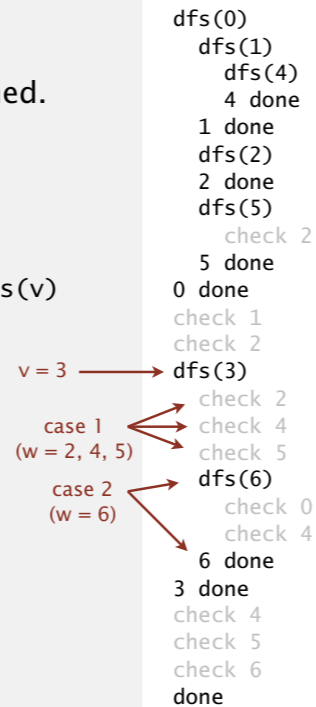 ned.
s(v)
v = 3
case 1
(w = 2, 4, 5)
case 2
(w = 6)
dfs(0)
dfs(1)
dfs(4)
4 done
1 done
dfs(2)
2 done
dfs(5)
check 2
5 done
0 done
check 1
check 2
dfs(3)
check 2
check 4
check 5
dfs(6)
check 0
check 4
6 done
3 done
check 4
check 5
check 6
done